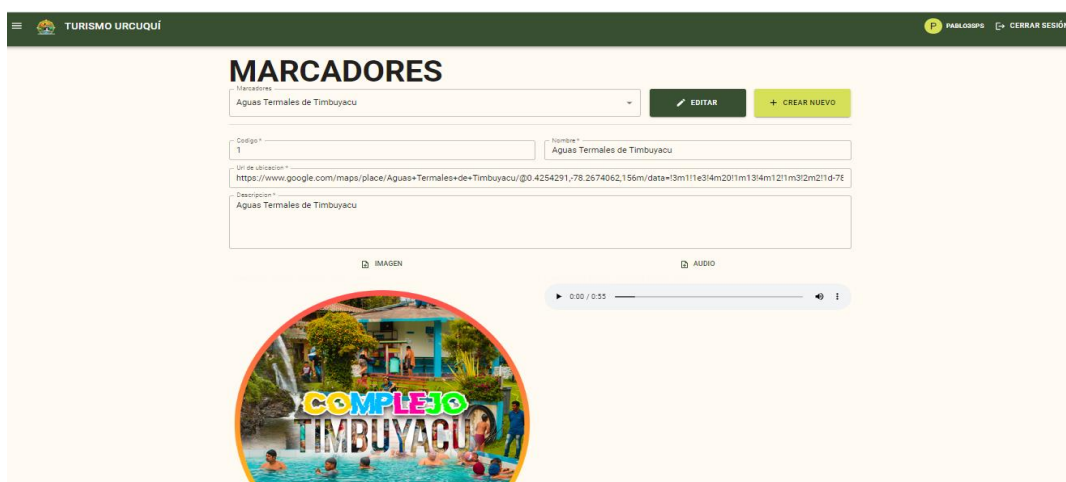 TURISMO URCUQUÍ
P PABLO3SPS CERRAR SESIÓN
MARCADORES
Marcadores
Aguas Termales de Timbuyacu
EDITAR
+ CREAR NUEVO
Codigo *
1
Nombre *
Aguas Termales de Timbuyacu
Url de ubicacion *
https://www.google.com/maps/place/Aguas+Termales+de+Timbuyacu/@0.4254291,-78.2674062,156m/data=!3m1!1e3!4m20!1m13!4m12!1m3!2m2!1d-78
Descripcion *
Aguas Termales de Timbuyacu
IMAGEN
AUDIO
0:00 / 0:55
COMPLEJO
TIMBUYACU